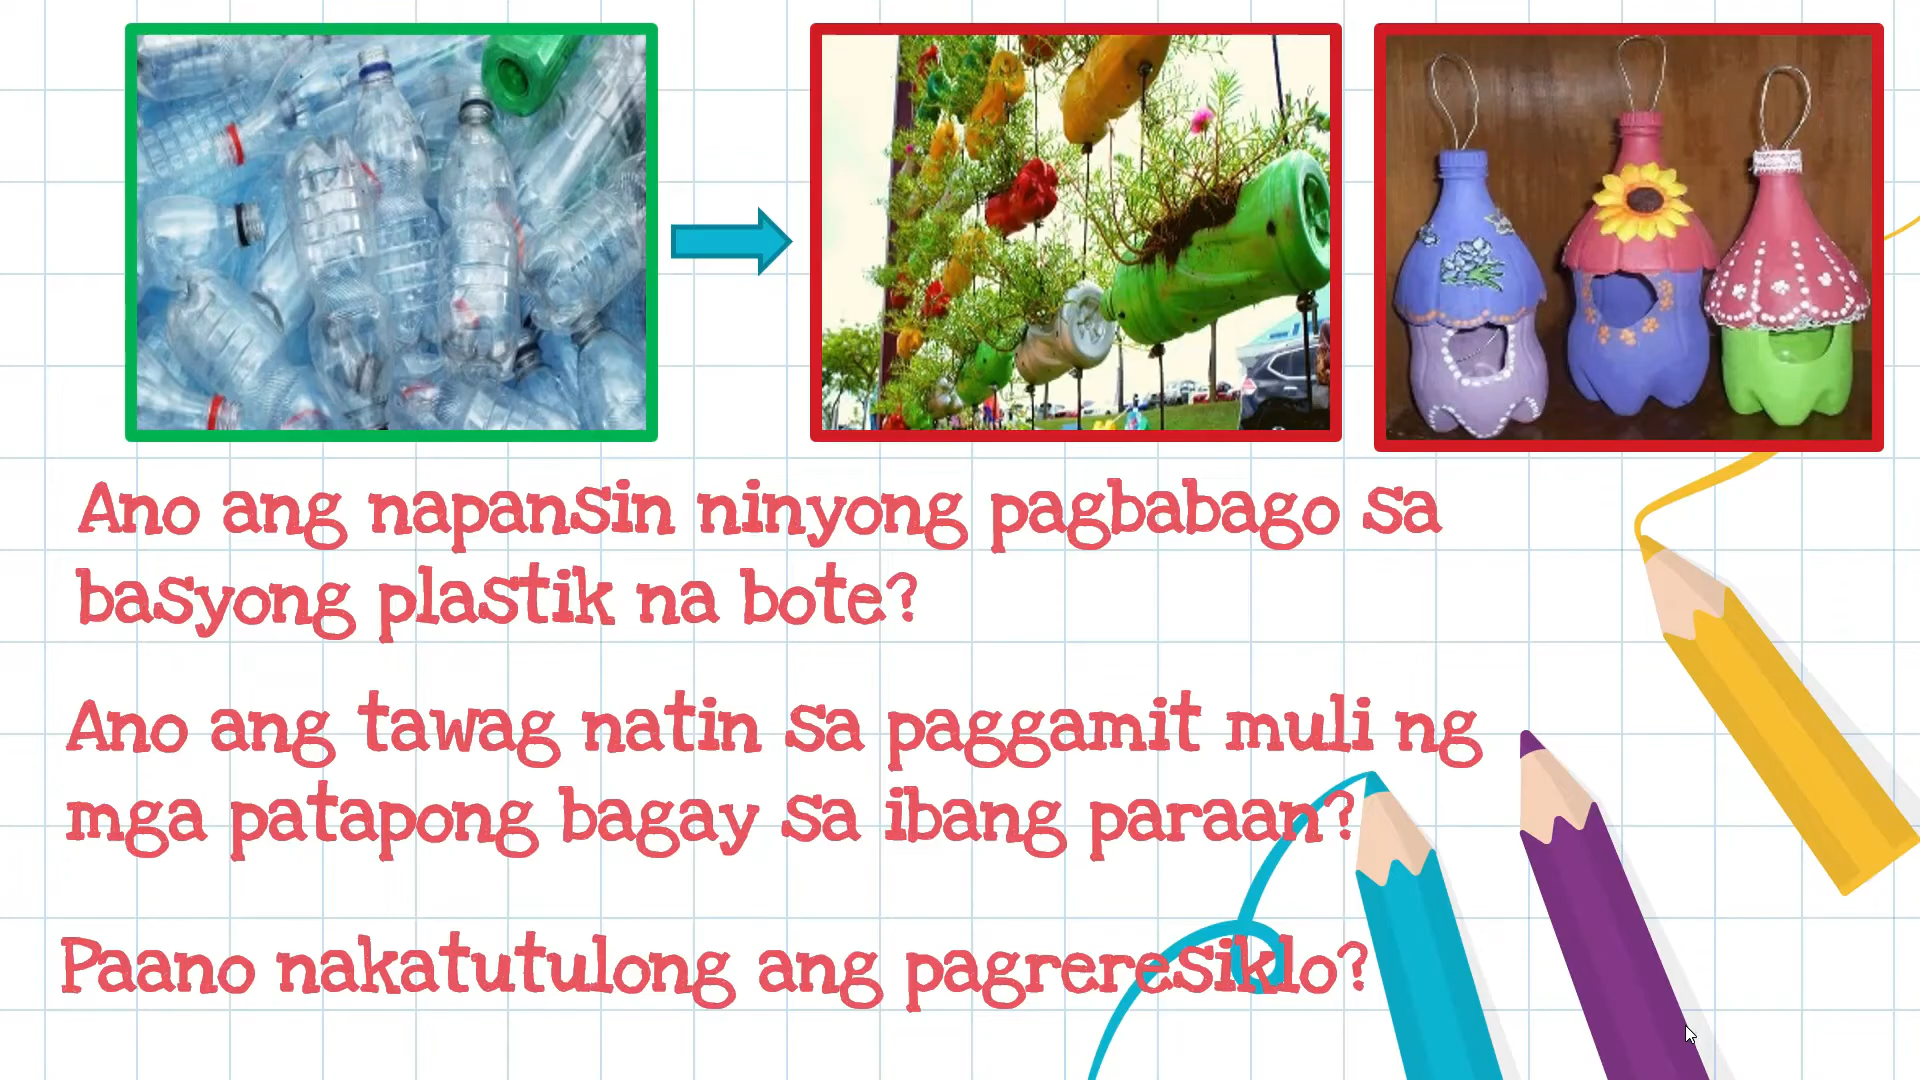 Ano ang napansin ninyong pagbabago sa
basyong plastik na bote?
Ano ang tawag natin sa paggamit muli ng
mga patapong bagay sa ibang paraan?
Paano nakatutulong ang pagreresiklo?